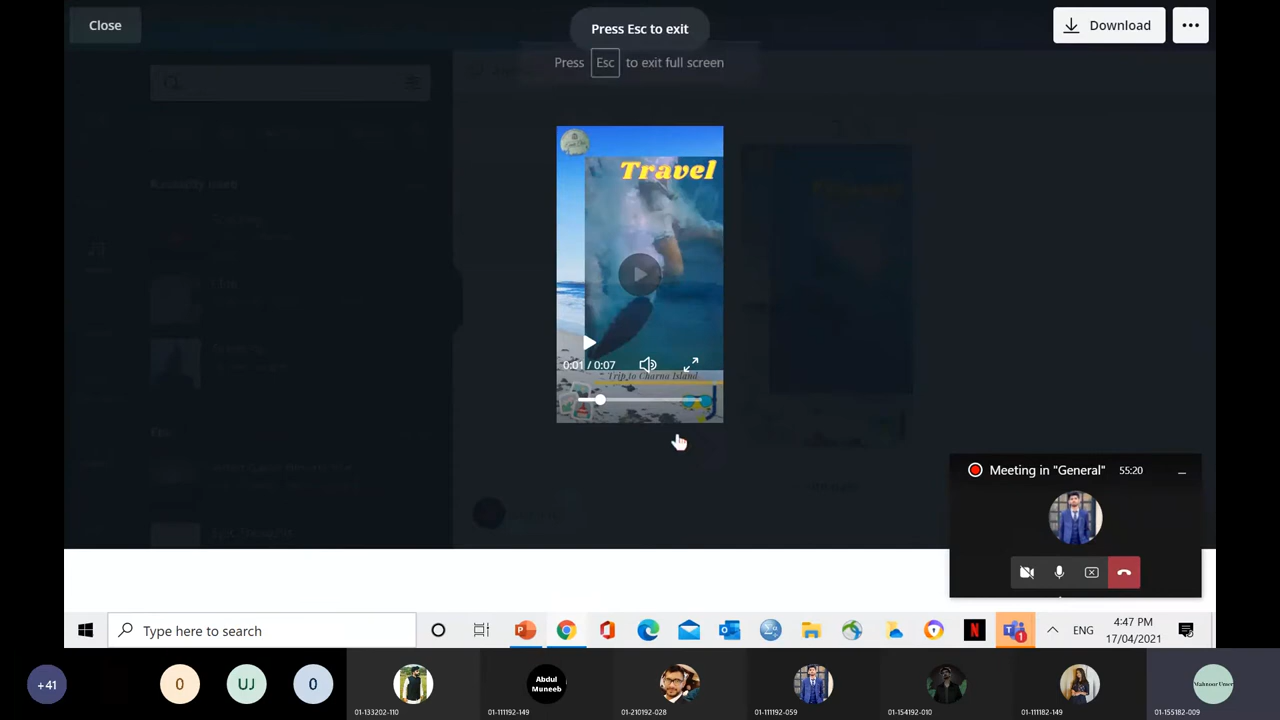 Close
Press Esc to exit
Download
Press Esc to exit full screen
Travel
0:01 / 0:07
Trip to Charna Island
Meeting in "General"
55:20
Type here to search
1
ENG
4:47 PM
17/04/2021
+41
0
UJ
0
Abdul
Muneeb
Mahnoor Umer
01-133202-110
01-111192-149
01-210192-028
01-111192-059
01-154192-010
01-111182-149
01-155182-009